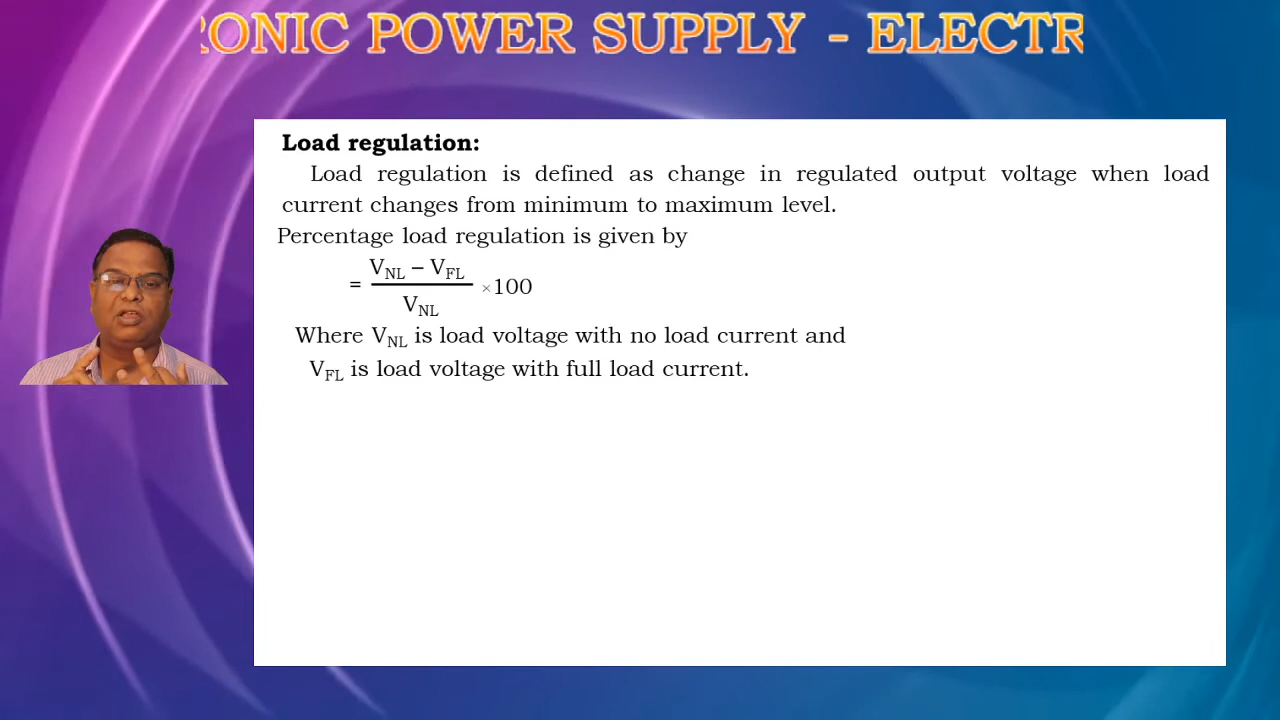 RONIC POWER SUPPLY - ELECTR
Load regulation:
Load regulation is defined as change in regulated output voltage when load
current changes from minimum to maximum level.
Percentage load regulation is given by
= (V_NL − V_FL) / V_NL ×100
Where V_NL is load voltage with no load current and
V_FL is load voltage with full load current.